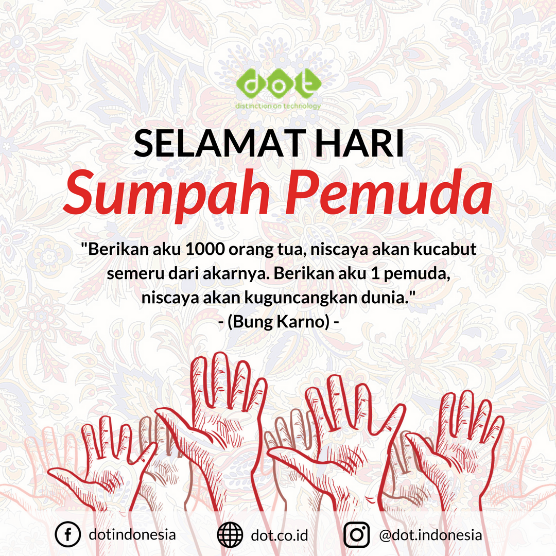 dot
distinction on technology
SELAMAT HARI
Sumpah Pemuda
"Berikan aku 1000 orang tua, niscaya akan kucabut
semeru dari akarnya. Berikan aku 1 pemuda,
niscaya akan kuguncangkan dunia."
- (Bung Karno) -
dotindonesia
dot.co.id
@dot.indonesia